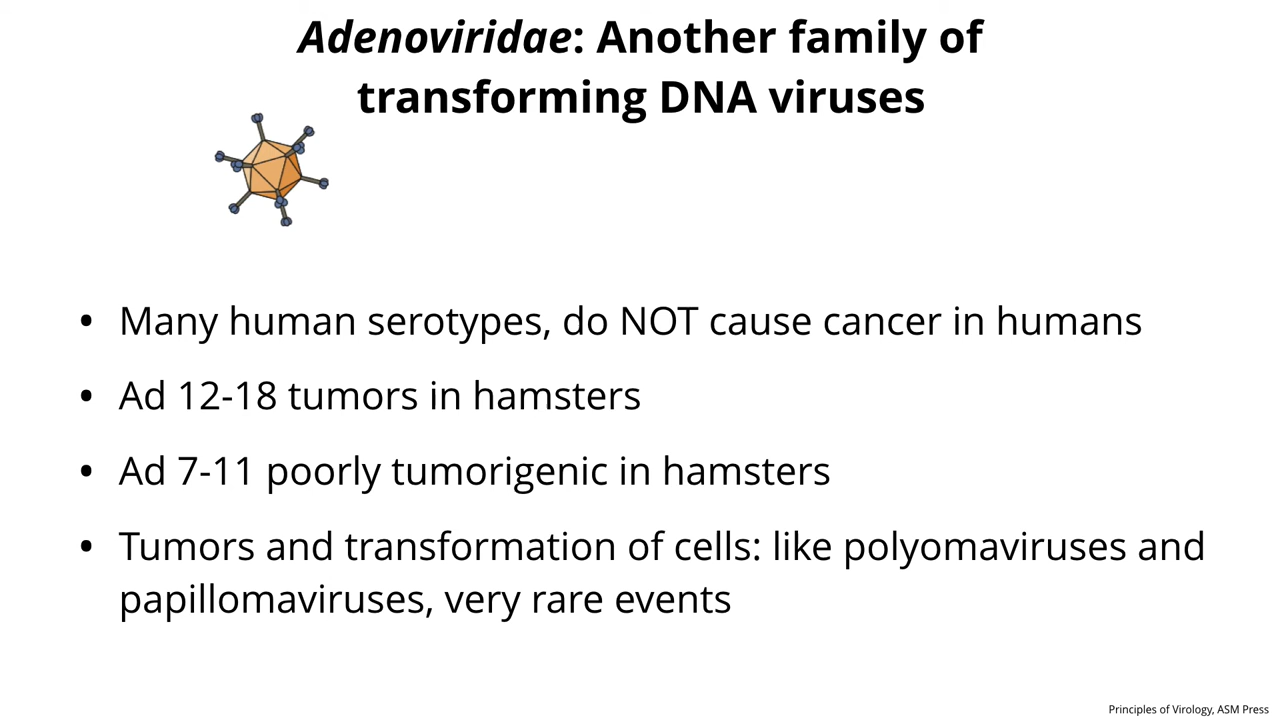 Adenoviridae: Another family of
transforming DNA viruses
• Many human serotypes, do NOT cause cancer in humans
• Ad 12-18 tumors in hamsters
• Ad 7-11 poorly tumorigenic in hamsters
• Tumors and transformation of cells: like polyomaviruses and
papillomaviruses, very rare events
Principles of Virology, ASM Press